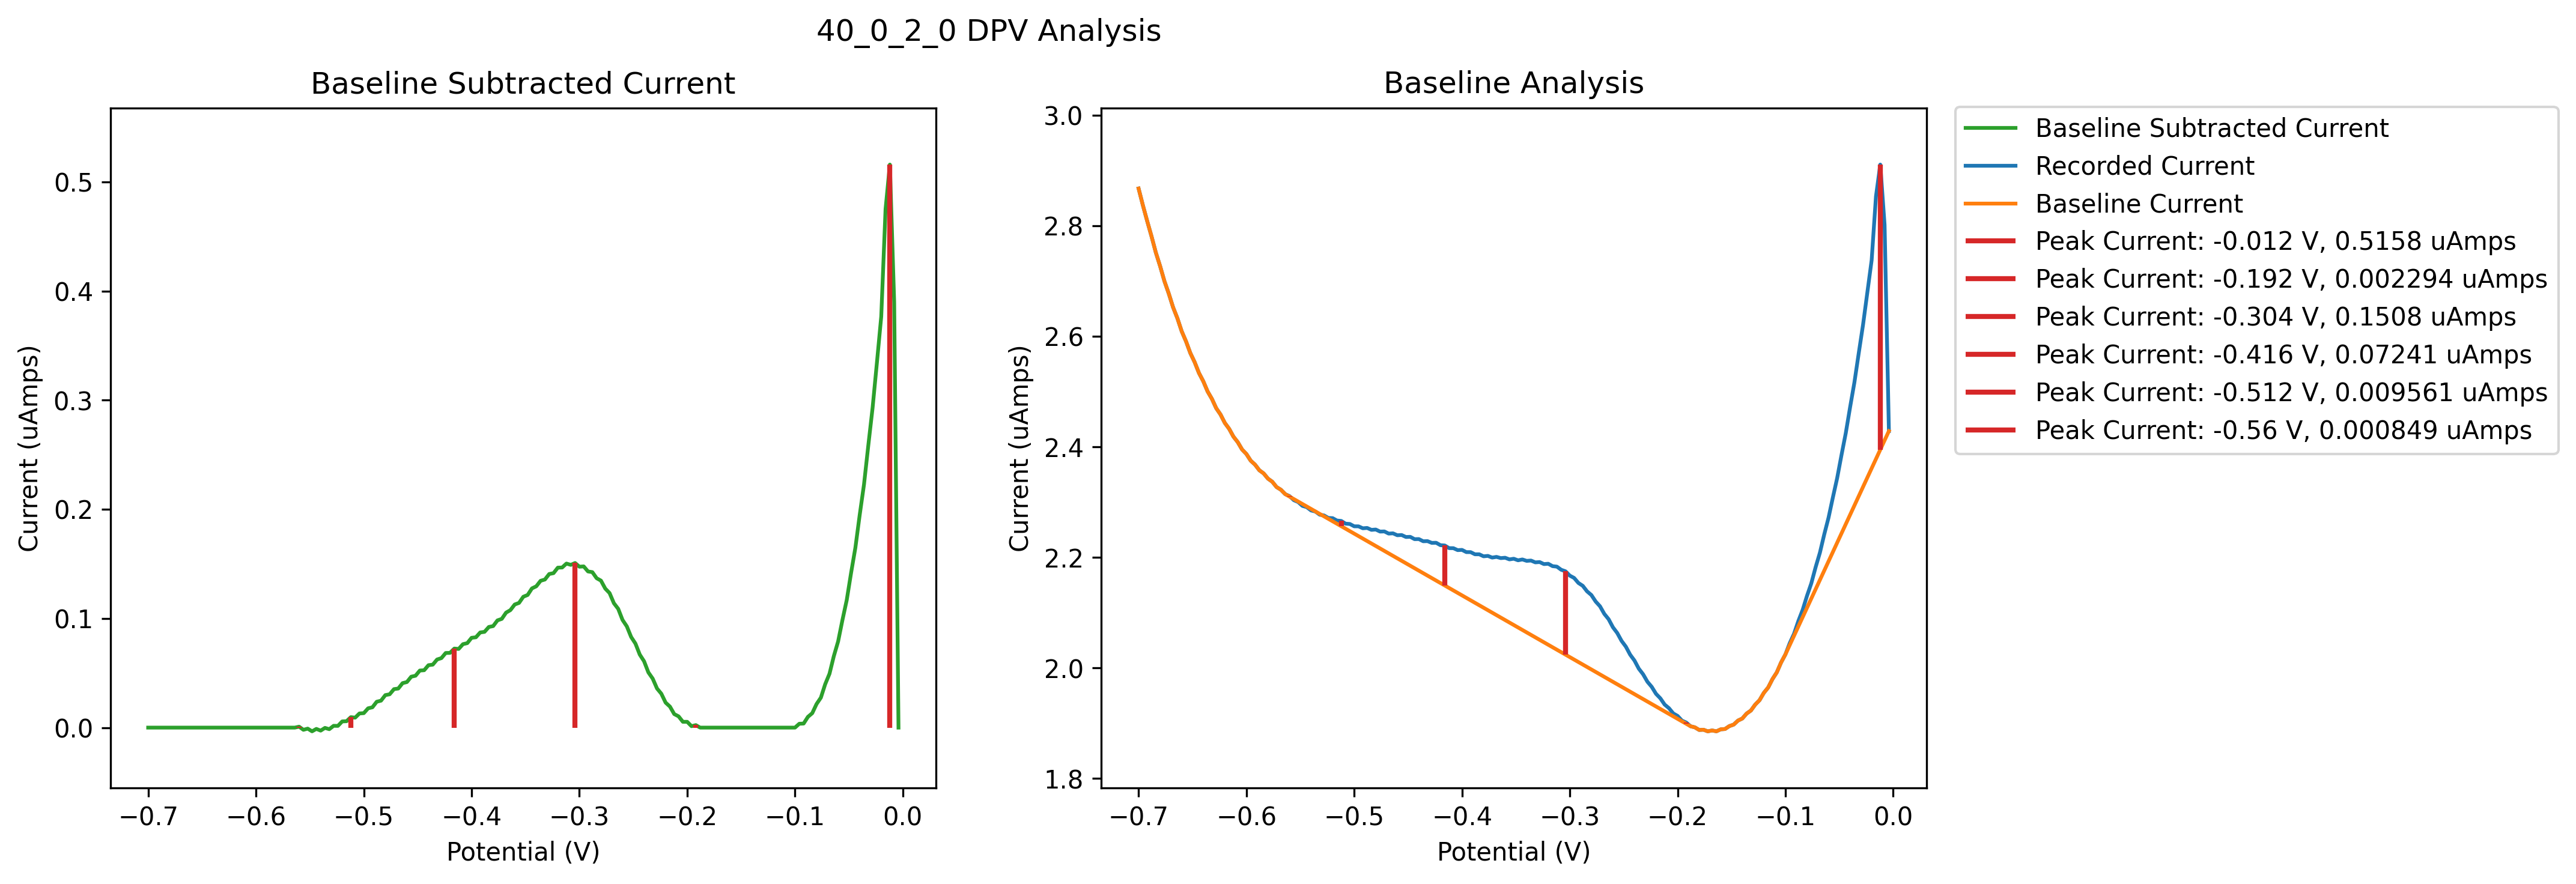 40_0_2_0 DPV Analysis
Baseline Subtracted Current
Current (uAmps)
0.5
0.4
0.3
0.2
0.1
0.0
−0.7 −0.6 −0.5 −0.4 −0.3 −0.2 −0.1 0.0
Potential (V)
Baseline Analysis
Current (uAmps)
3.0
2.8
2.6
2.4
2.2
2.0
1.8
−0.7 −0.6 −0.5 −0.4 −0.3 −0.2 −0.1 0.0
Potential (V)
Baseline Subtracted Current
Recorded Current
Baseline Current
Peak Current: -0.012 V, 0.5158 uAmps
Peak Current: -0.192 V, 0.002294 uAmps
Peak Current: -0.304 V, 0.1508 uAmps
Peak Current: -0.416 V, 0.07241 uAmps
Peak Current: -0.512 V, 0.009561 uAmps
Peak Current: -0.56 V, 0.000849 uAmps